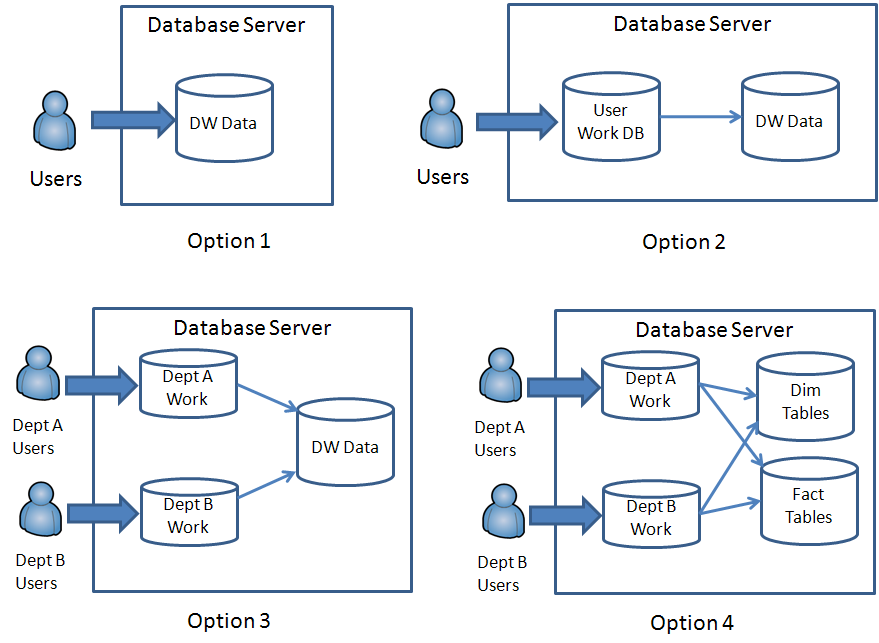 Database Server
DW Data
Users
Option 1
Database Server
User
Work DB
DW Data
Users
Option 2
Database Server
Dept A
Work
Dept A
Users
DW Data
Dept B
Work
Dept B
Users
Option 3
Database Server
Dept A
Work
Dim
Tables
Dept A
Users
Dept B
Work
Fact
Tables
Dept B
Users
Option 4